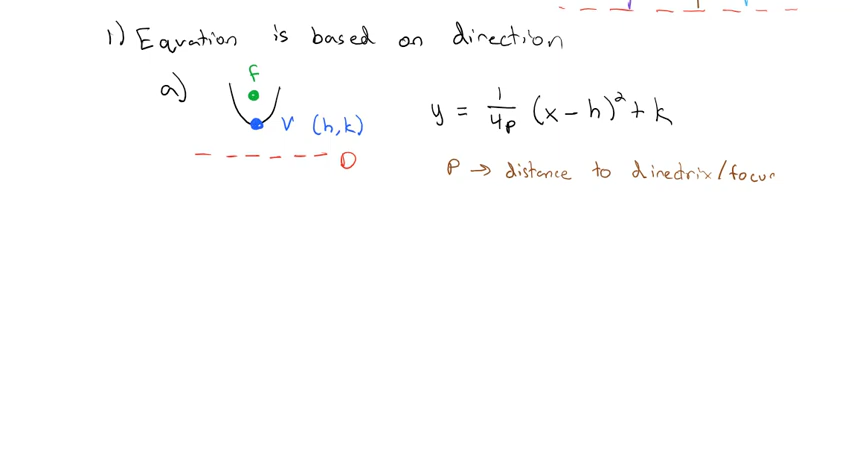 1) Equation is based on direction
a)
F
V (h,k)
D
y = 1/4p (x - h)² + k
P → distance to directrix/focus